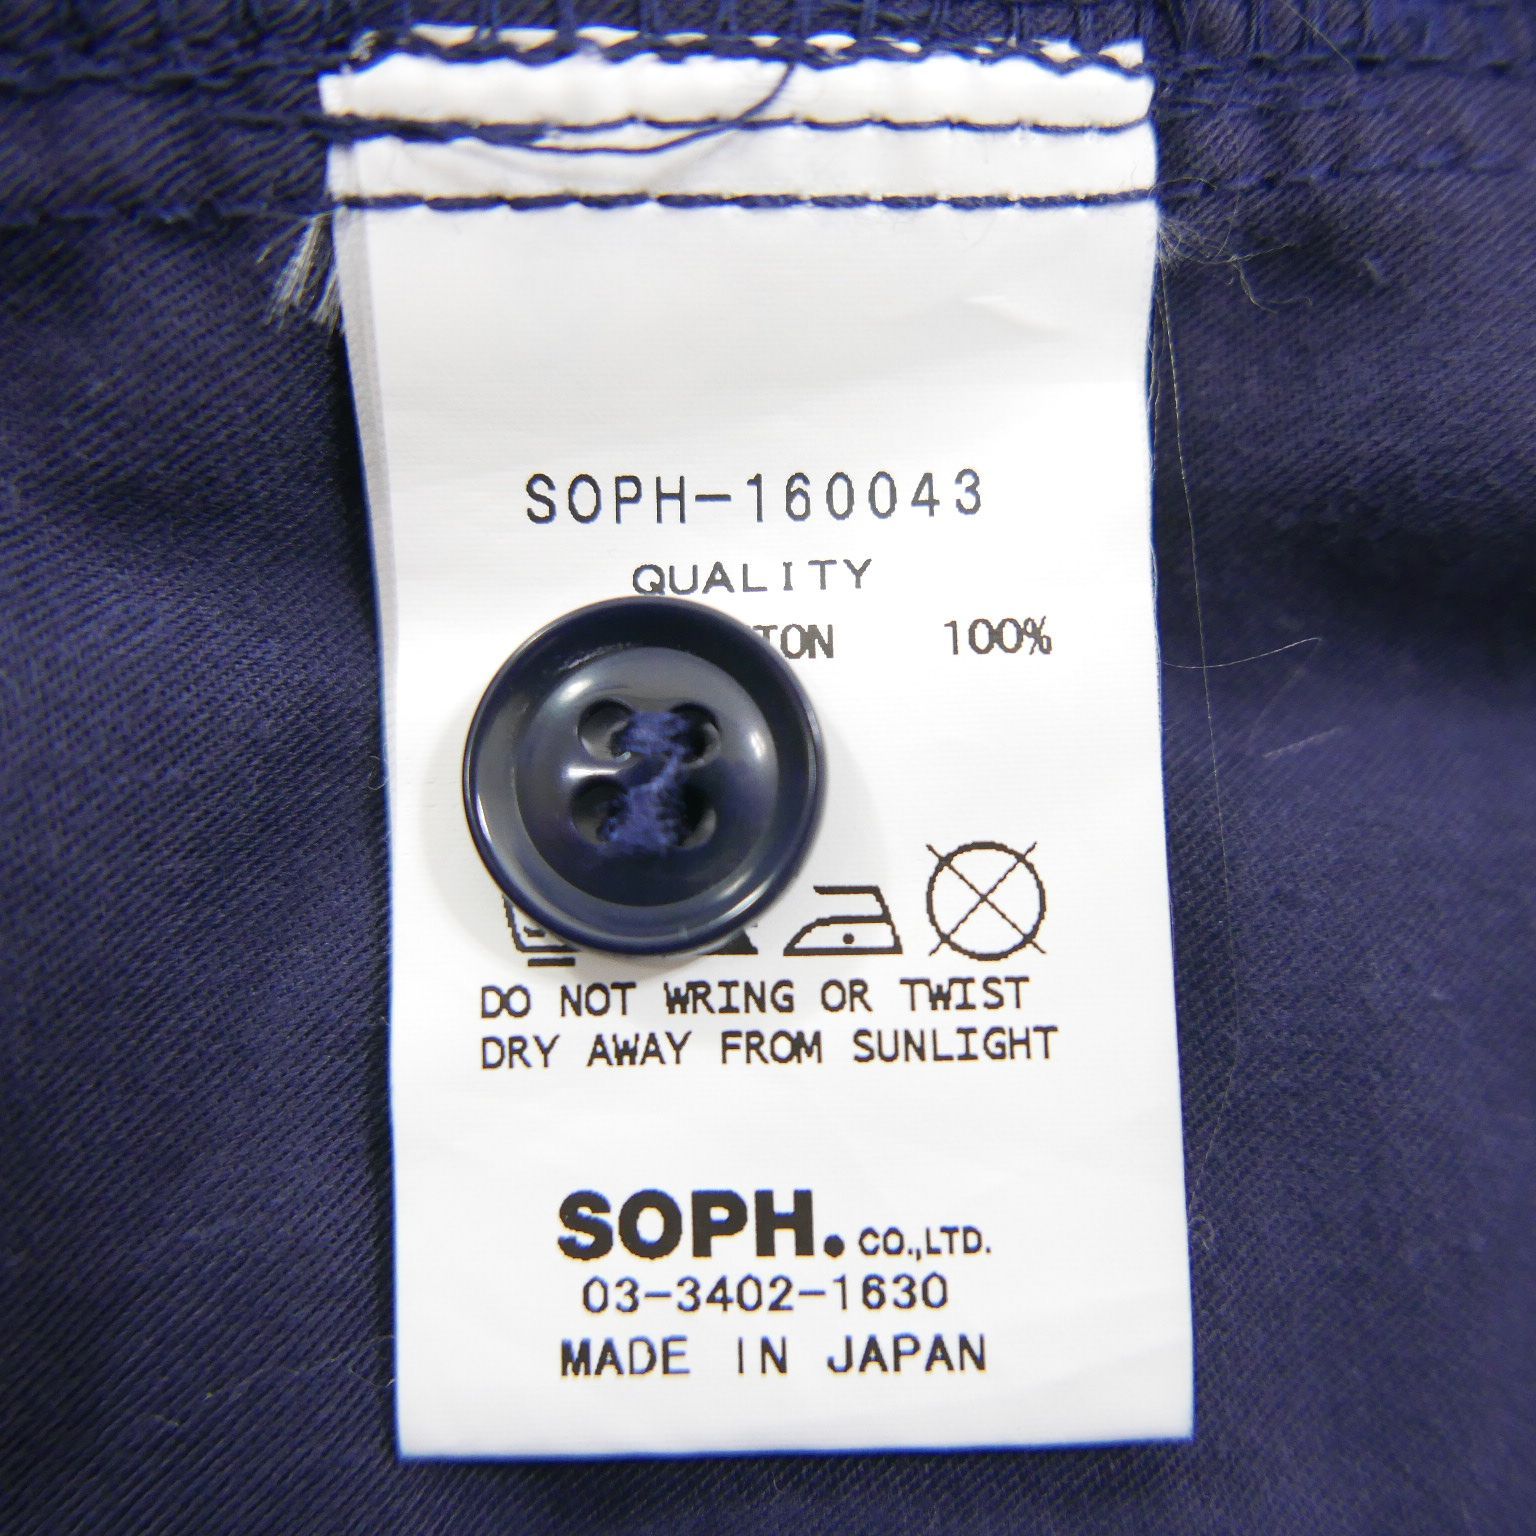 SOPH-160043
QUALITY
TON 100%
DO NOT WRING OR TWIST
DRY AWAY FROM SUNLIGHT
SOPH. CO.,LTD.
03-3402-1630
MADE IN JAPAN